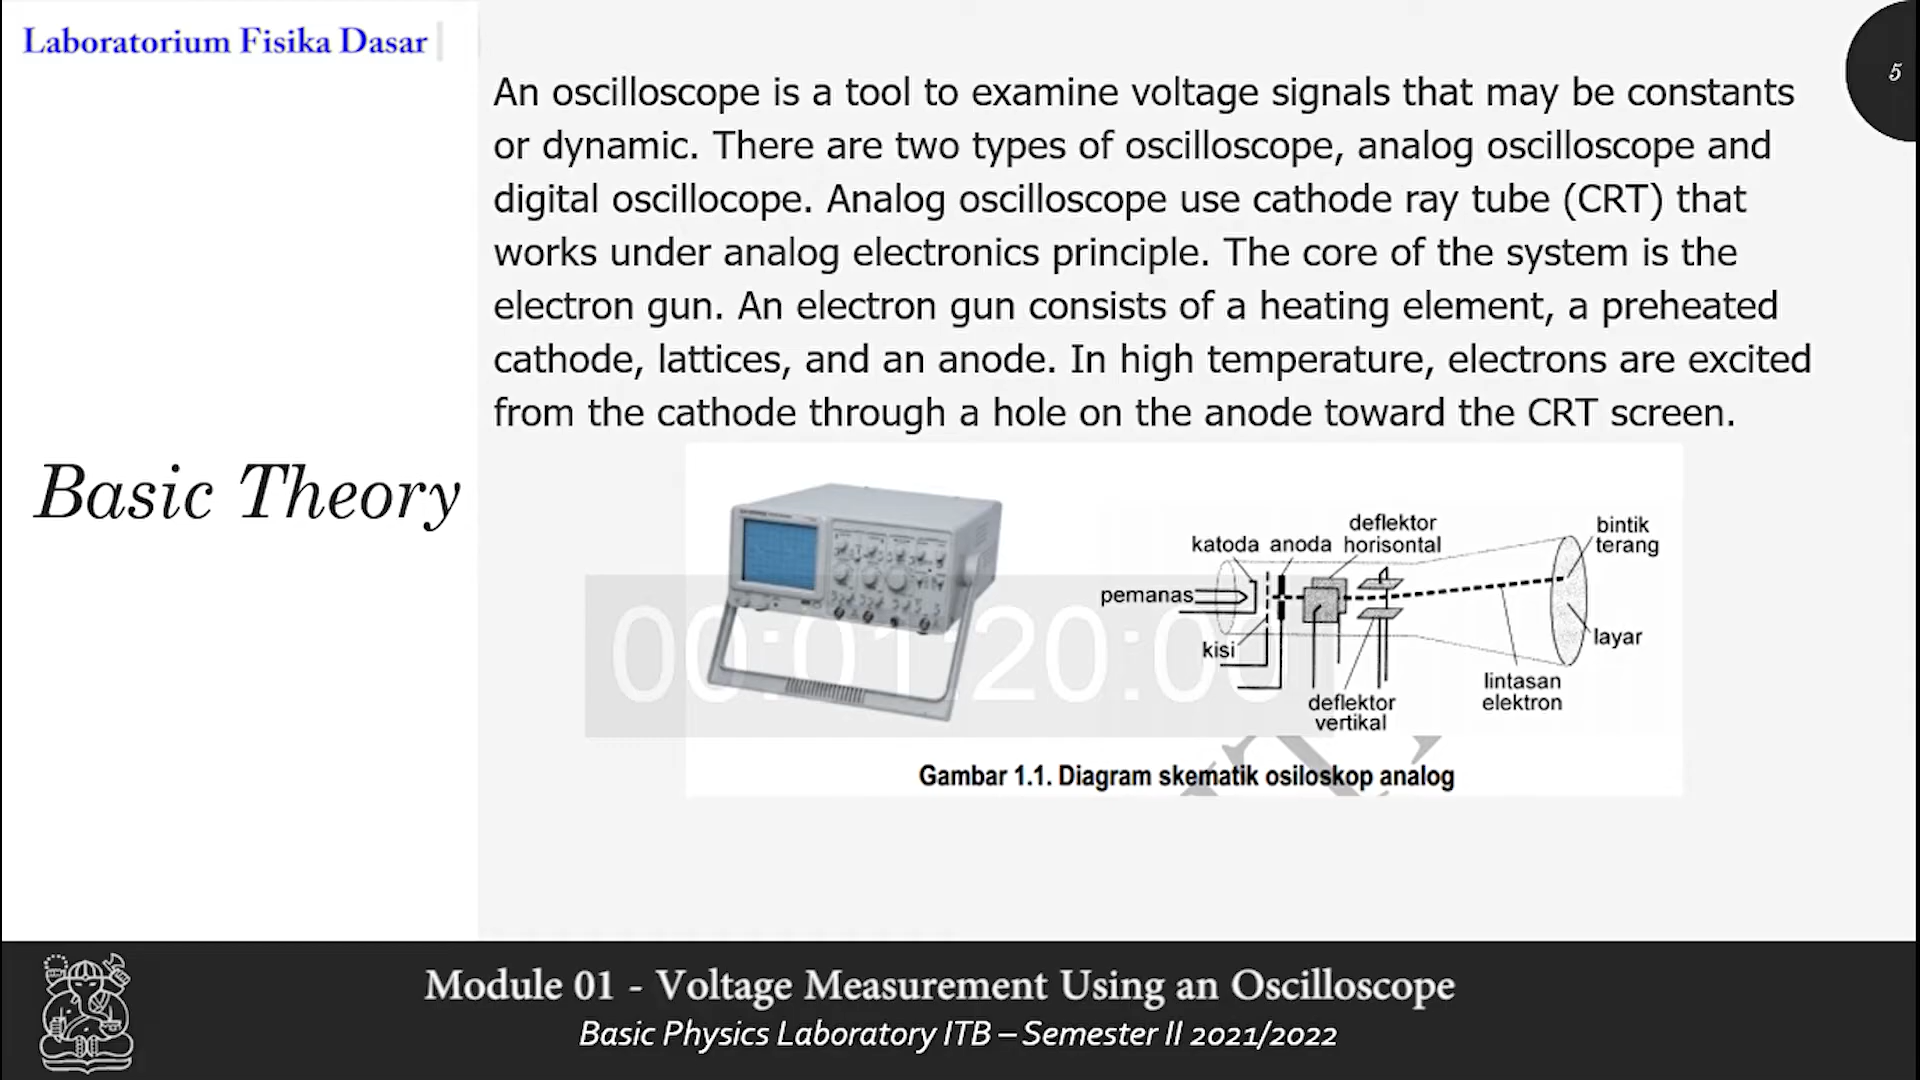 Laboratorium Fisika Dasar
5
An oscilloscope is a tool to examine voltage signals that may be constants
or dynamic. There are two types of oscilloscope, analog oscilloscope and
digital oscillocope. Analog oscilloscope use cathode ray tube (CRT) that
works under analog electronics principle. The core of the system is the
electron gun. An electron gun consists of a heating element, a preheated
cathode, lattices, and an anode. In high temperature, electrons are excited
from the cathode through a hole on the anode toward the CRT screen.
Basic Theory
katoda
anoda
deflektor
horisontal
bintik
terang
pemanas
kisi
layar
lintasan
elektron
deflektor
vertikal
Gambar 1.1. Diagram skematik osiloskop analog
Module 01 - Voltage Measurement Using an Oscilloscope
Basic Physics Laboratory ITB – Semester II 2021/2022